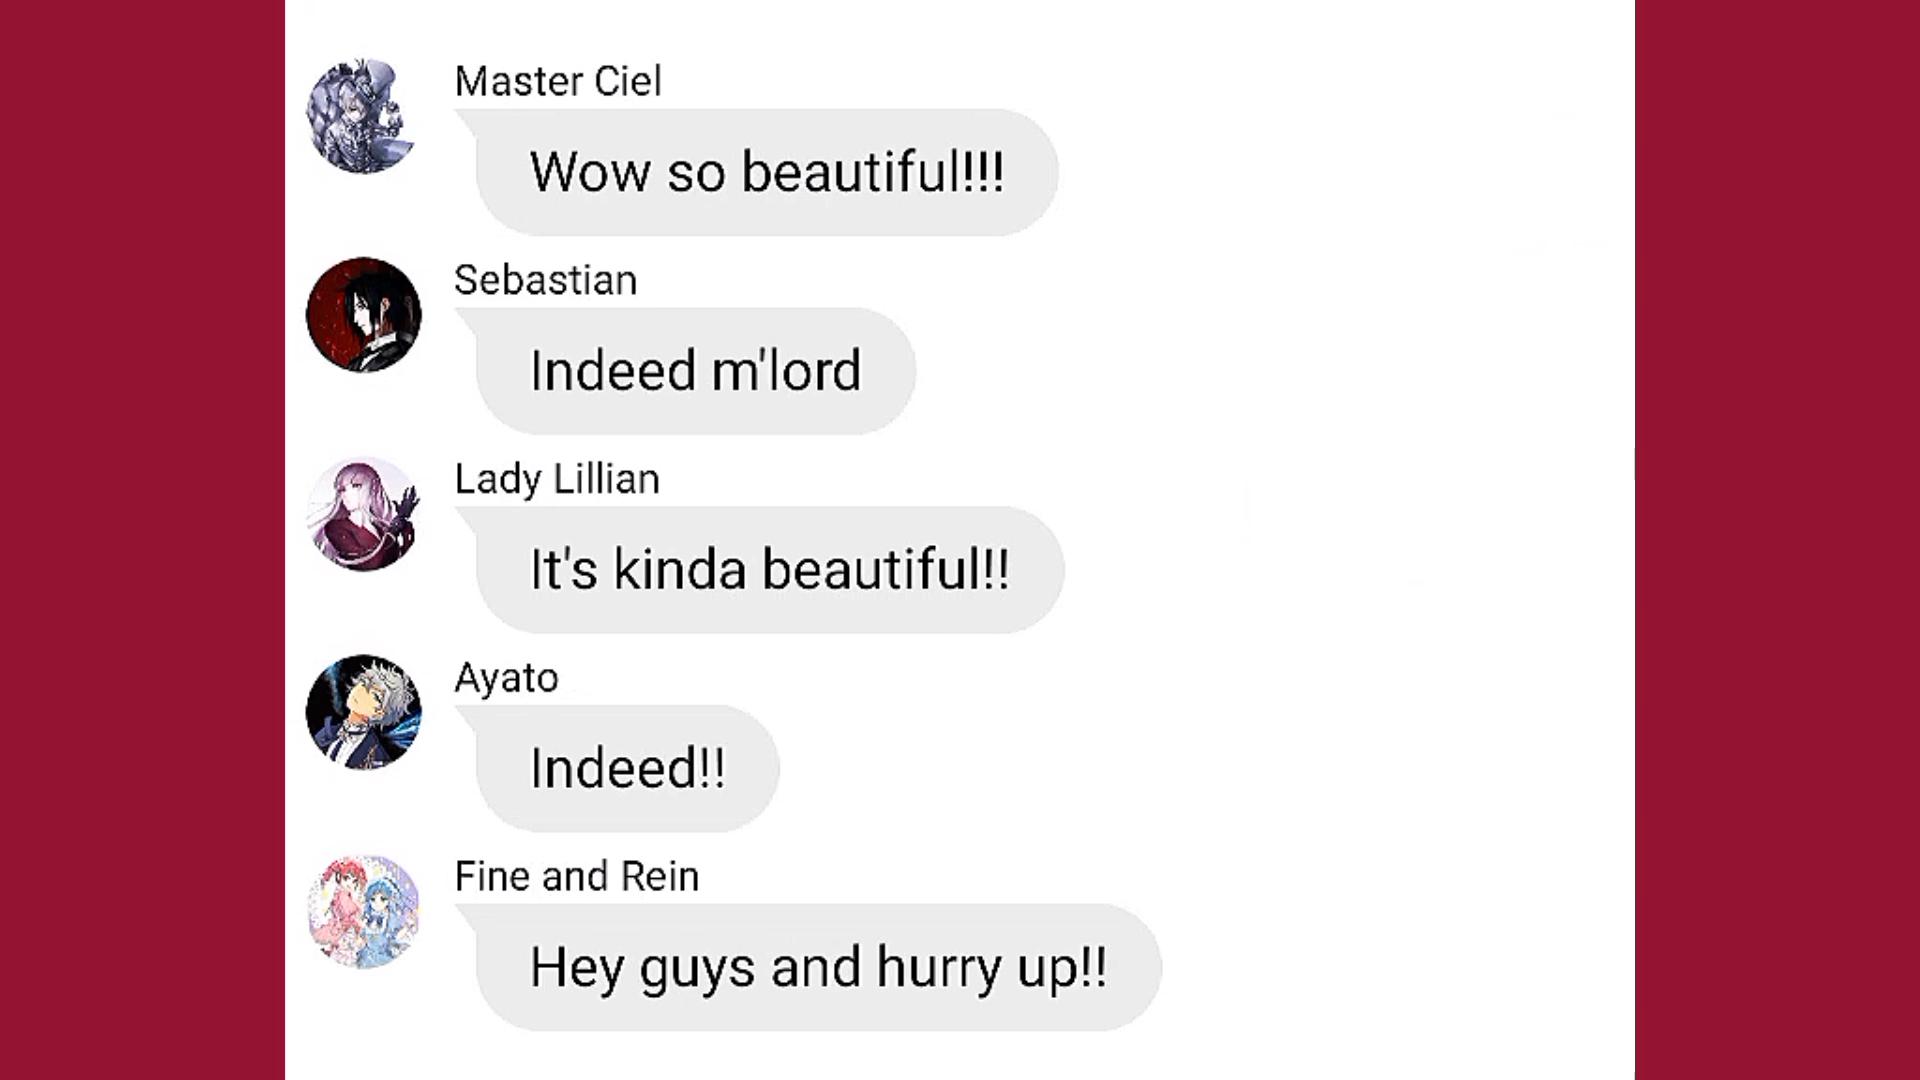 Master Ciel
Wow so beautiful!!!
Sebastian
Indeed m'lord
Lady Lillian
It's kinda beautiful!!
Ayato
Indeed!!
Fine and Rein
Hey guys and hurry up!!